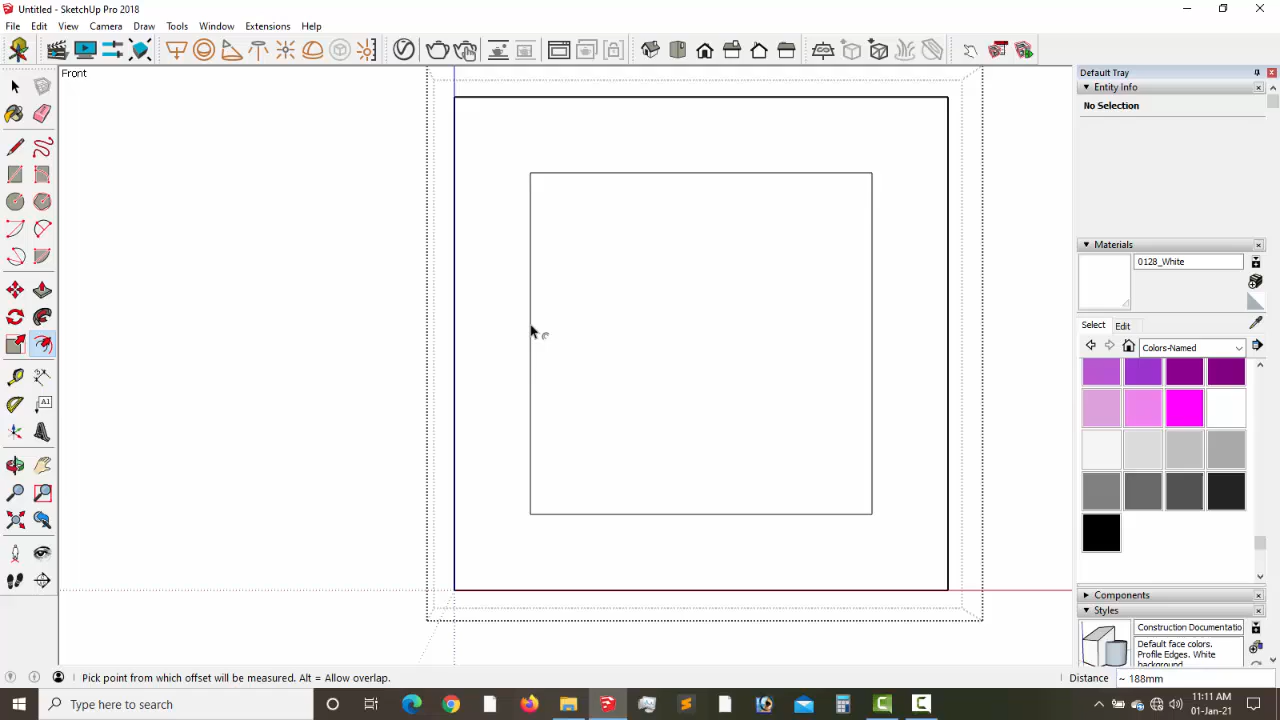 Untitled - SketchUp Pro 2018
File Edit View Camera Draw Tools Window Extensions Help
Front
Default Tray
Entity Info
No Selection
Materials
0128_White
Select Edit
Colors-Named
A1
Components
Styles
Construction Documentatio
Default face colors.
Profile Edges. White
background.
Pick point from which offset will be measured. Alt = Allow overlap.
Distance ~ 188mm
Type here to search
11:11 AM
01-Jan-21